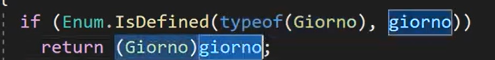 if (Enum.IsDefined(typeof(Giorno), giorno))
return (Giorno)giorno;